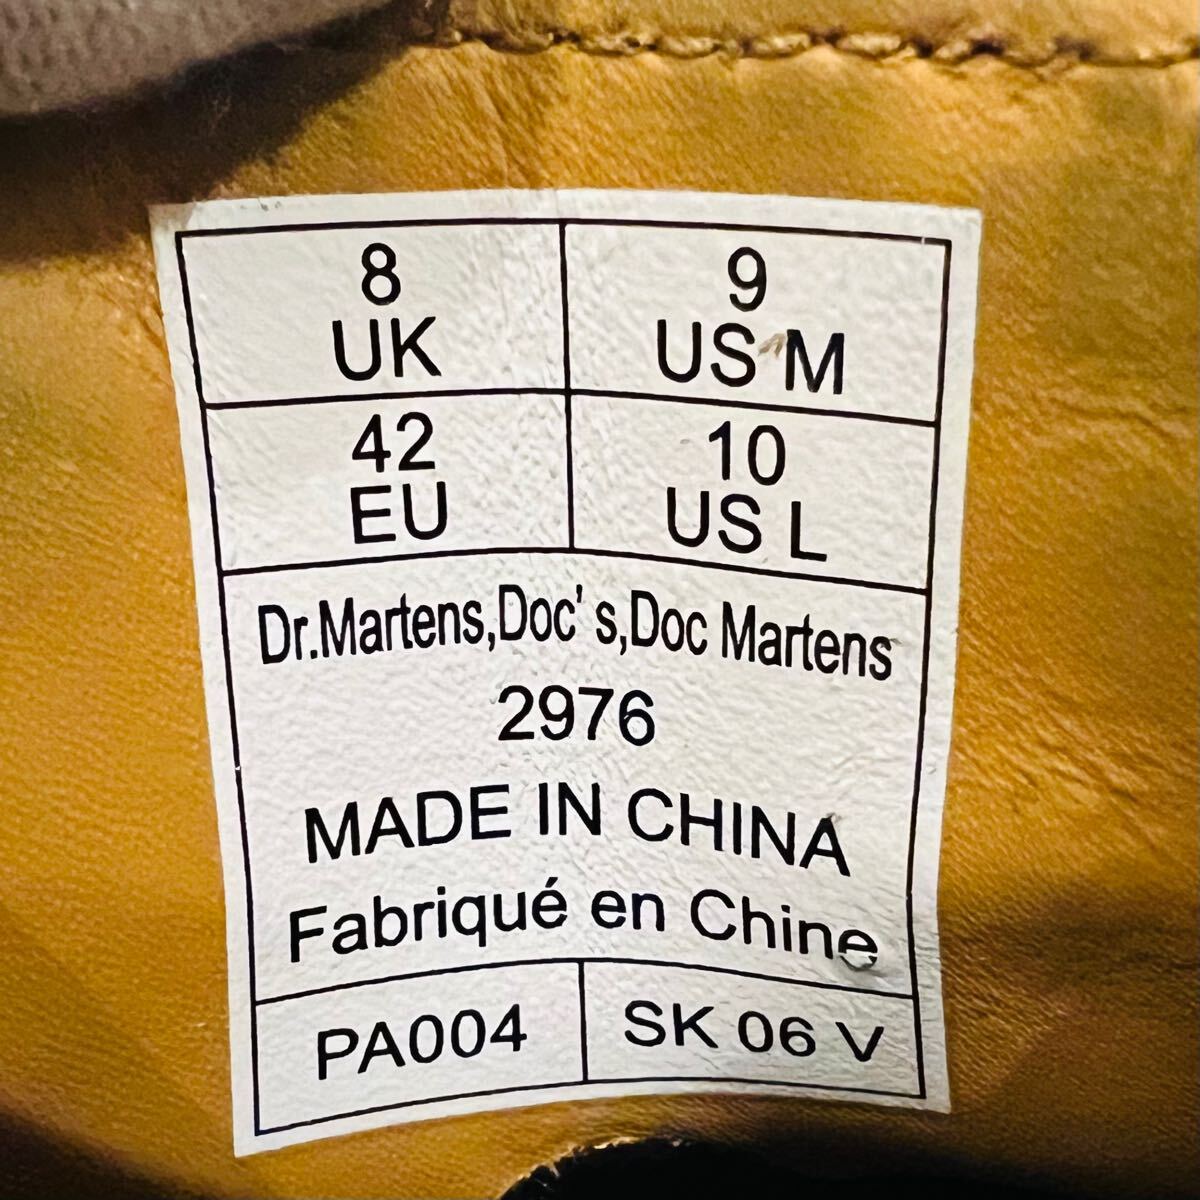 8
UK
9
US M
42
EU
10
US L
Dr.Martens,Doc's,Doc Martens
2976
MADE IN CHINA
Fabriqué en Chine
PA004
SK 06 V